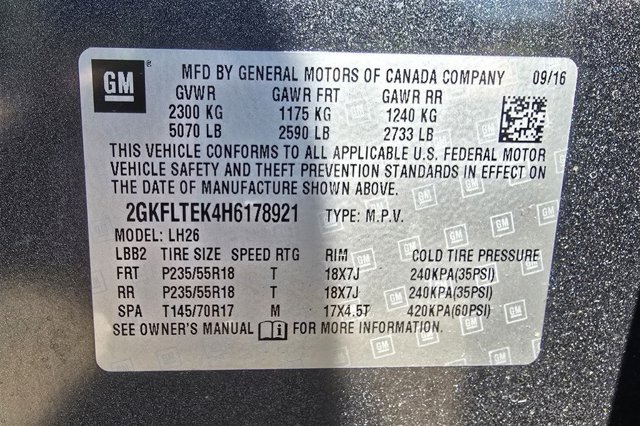 GM ® MFD BY GENERAL MOTORS OF CANADA COMPANY 09/16
GVWR GAWR FRT GAWR RR
2300 KG 1175 KG 1240 KG
5070 LB 2590 LB 2733 LB
THIS VEHICLE CONFORMS TO ALL APPLICABLE U.S. FEDERAL MOTOR
VEHICLE SAFETY AND THEFT PREVENTION STANDARDS IN EFFECT ON
THE DATE OF MANUFACTURE SHOWN ABOVE.
2GKFLTEK4H6178921 TYPE: M.P.V.
MODEL: LH26
LBB2 TIRE SIZE SPEED RTG RIM COLD TIRE PRESSURE
FRT P235/55R18 T 18X7J 240KPA(35PSI)
RR P235/55R18 T 18X7J 240KPA(35PSI)
SPA T145/70R17 M 17X4.5T 420KPA(60PSI)
SEE OWNER'S MANUAL FOR MORE INFORMATION.